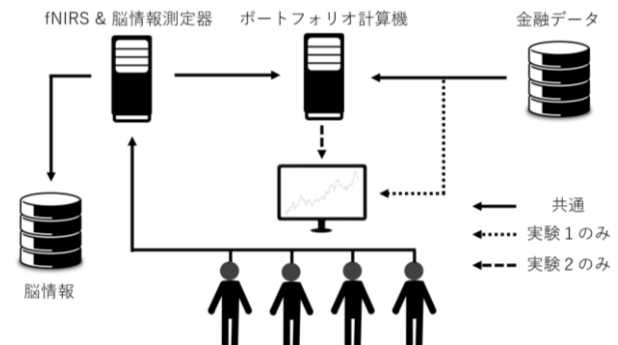 fNIRS & 脳情報測定器
ポートフォリオ計算機
金融データ
共通
実験１のみ
実験２のみ
脳情報